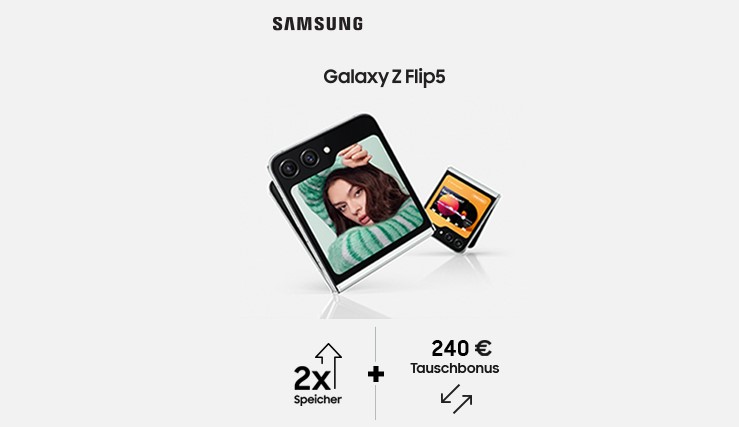 SAMSUNG
Galaxy Z Flip5
2x
Speicher
+
240 €
Tauschbonus